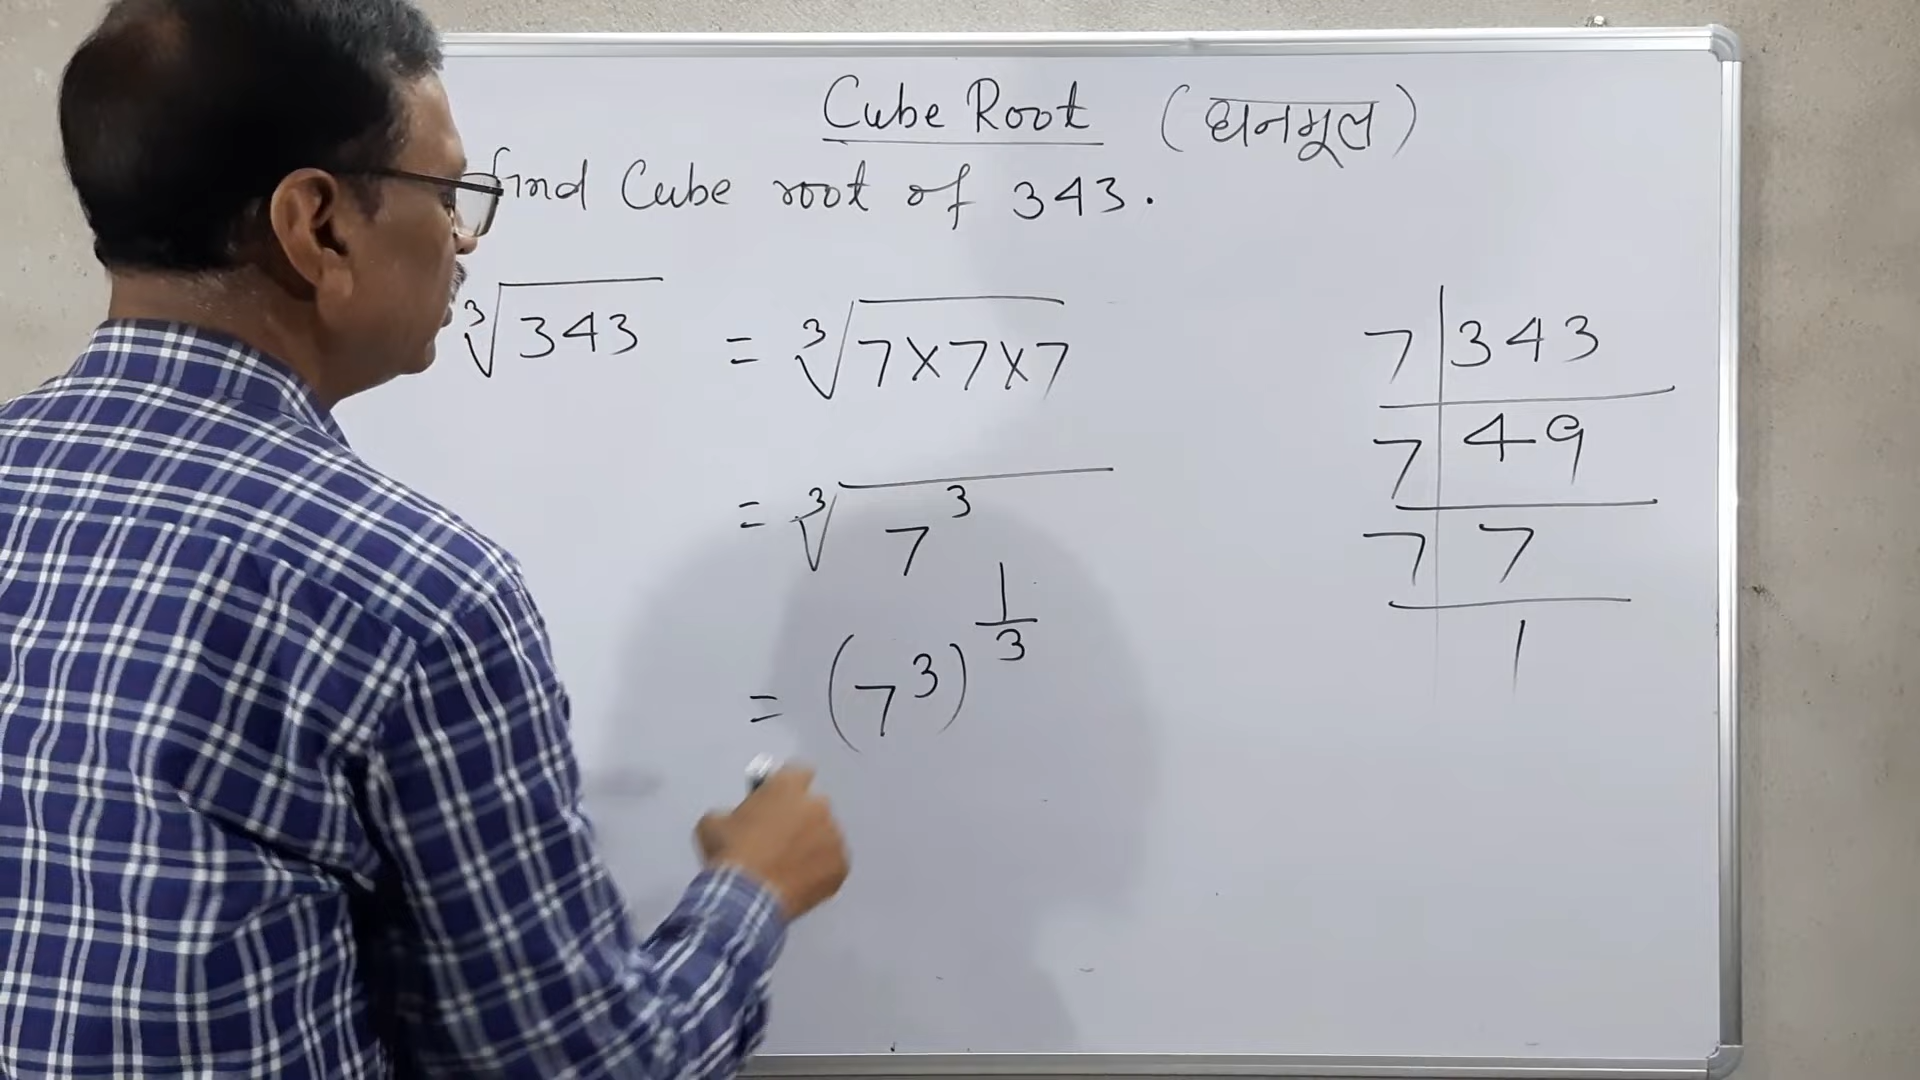 Cube Root (घनमूल)
find Cube root of 343.
∛343 = ∛7×7×7
= ∛7³
= (7³)^1/3
7 | 343
7 | 49
7 | 7
1